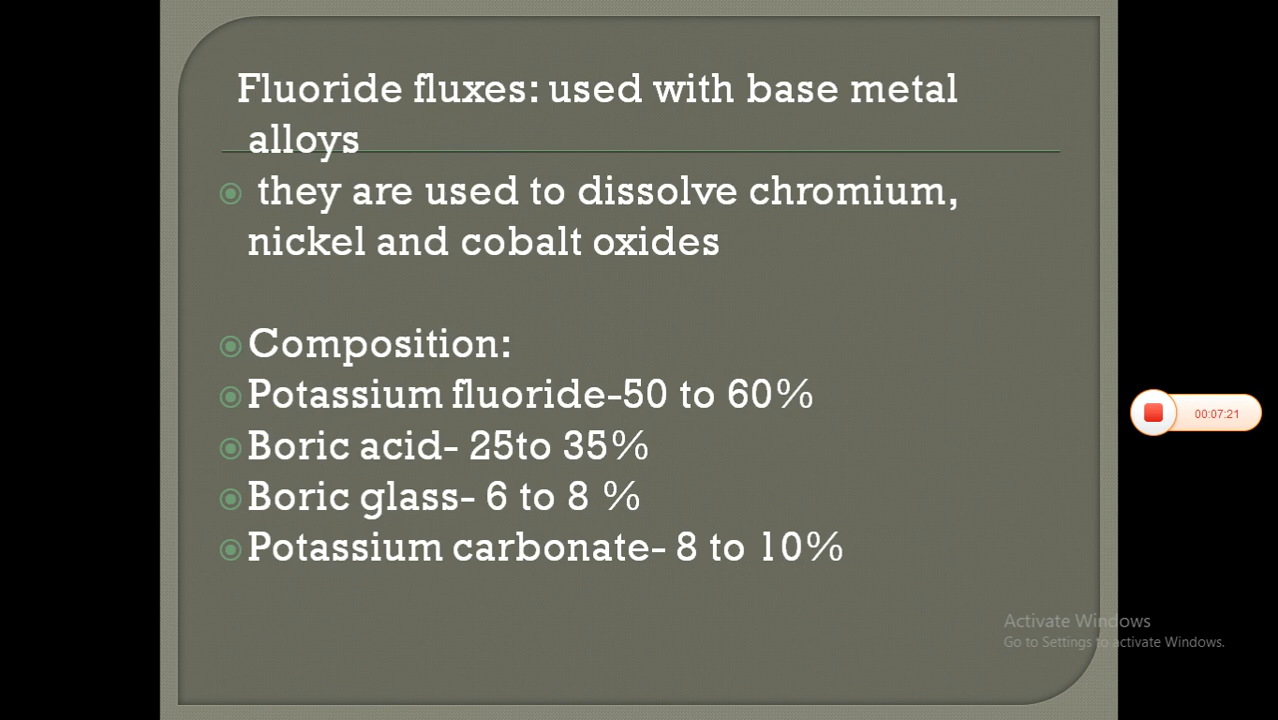 Fluoride fluxes: used with base metal
alloys
they are used to dissolve chromium,
nickel and cobalt oxides
Composition:
Potassium fluoride-50 to 60%
Boric acid- 25to 35%
Boric glass- 6 to 8 %
Potassium carbonate- 8 to 10%
00:07:21
Activate Windows
Go to Settings to activate Windows.